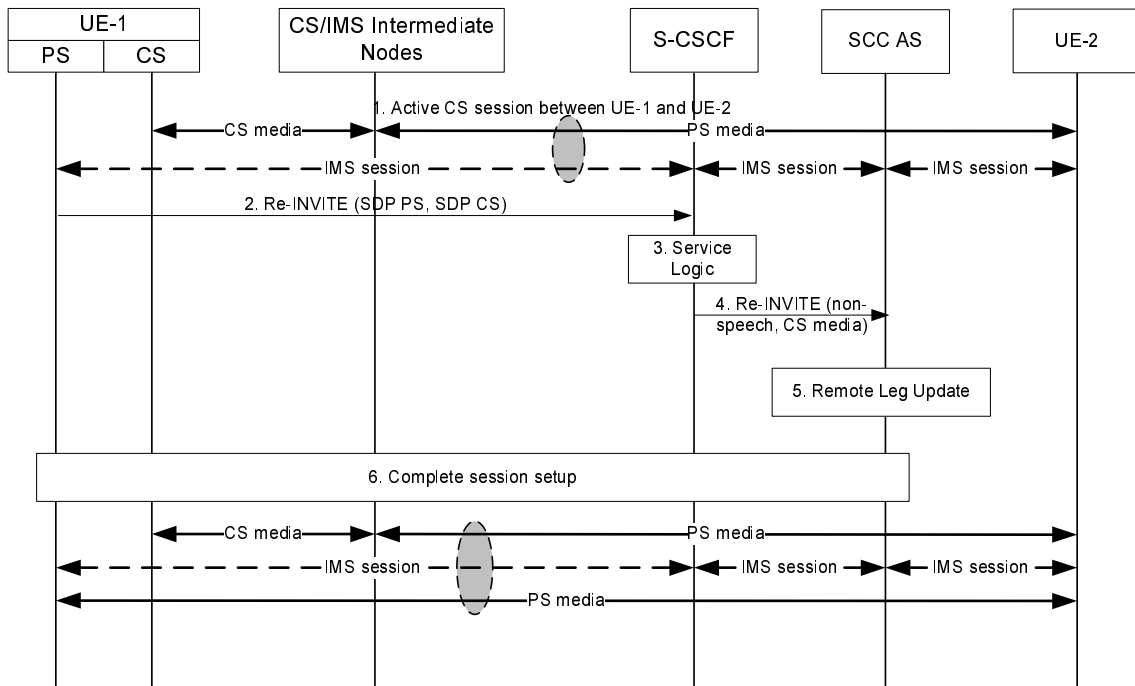 UE-1
PS
CS
CS/IMS Intermediate
Nodes
S-CSCF
SCC AS
UE-2
1. Active CS session between UE-1 and UE-2
CS media
PS media
IMS session
IMS session
IMS session
2. Re-INVITE (SDP PS, SDP CS)
3. Service
Logic
4. Re-INVITE (non-
speech, CS media)
5. Remote Leg Update
6. Complete session setup
CS media
PS media
IMS session
IMS session
IMS session
PS media